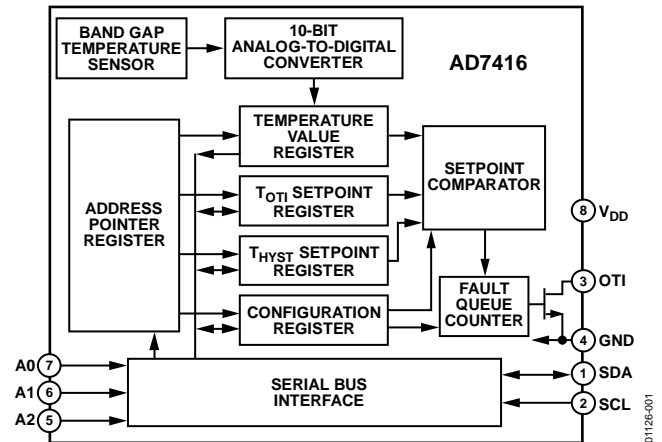 BAND GAP
TEMPERATURE
SENSOR
10-BIT
ANALOG-TO-DIGITAL
CONVERTER
AD7416
TEMPERATURE
VALUE
REGISTER
SETPOINT
COMPARATOR
ADDRESS
POINTER
REGISTER
TOTI SETPOINT
REGISTER
THYST SETPOINT
REGISTER
CONFIGURATION
REGISTER
FAULT
QUEUE
COUNTER
8 VDD
3 OTI
4 GND
A0 7
A1 6
A2 5
SERIAL BUS
INTERFACE
1 SDA
2 SCL
01126-001